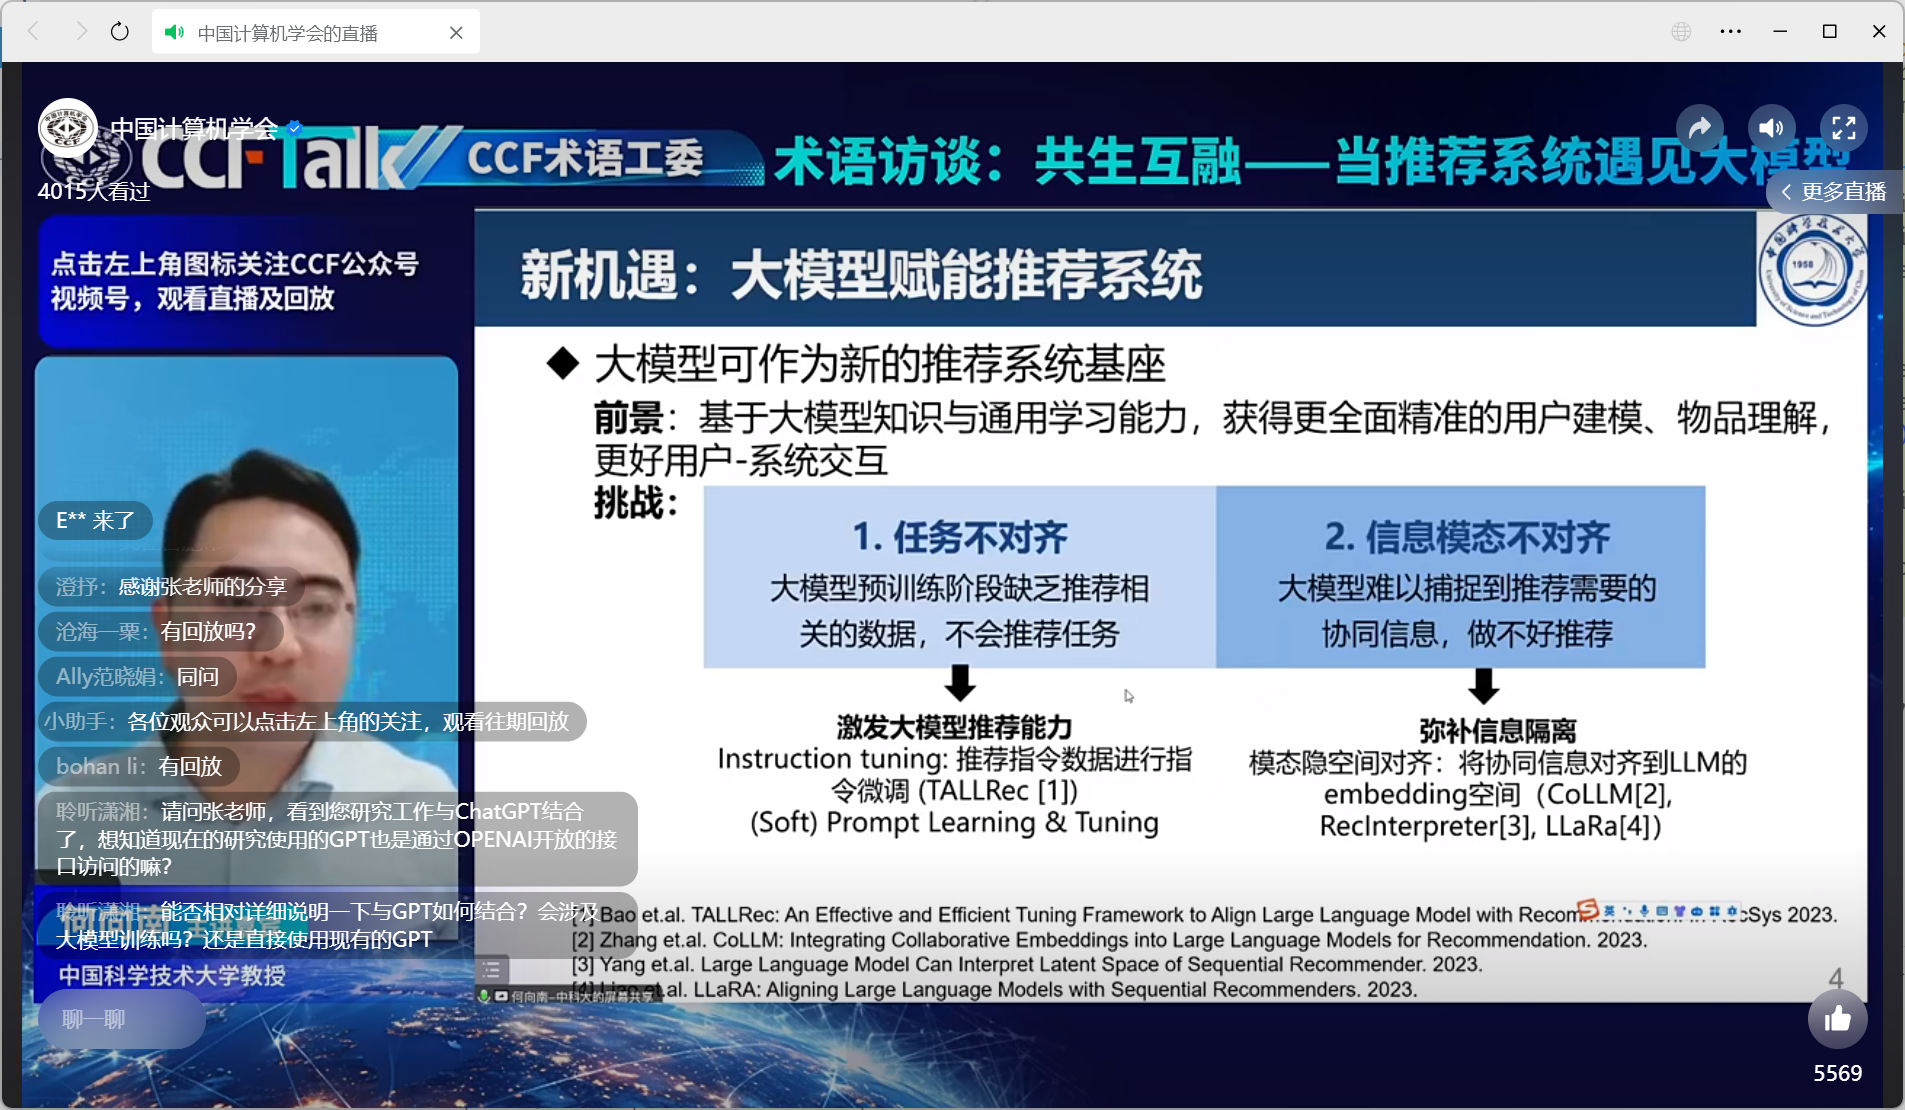 中国计算机学会的直播
中国计算机学会
CCF Talk
CCF术语工委
术语访谈：共生互融——当推荐系统遇见大模型
4015人看过
更多直播
点击左上角图标关注CCF公众号
视频号，观看直播及回放
新机遇：大模型赋能推荐系统
1958
大模型可作为新的推荐系统基座
前景：基于大模型知识与通用学习能力，获得更全面精准的用户建模、物品理解，
更好用户-系统交互
挑战：
1. 任务不对齐
大模型预训练阶段缺乏推荐相
关的数据，不会推荐任务
2. 信息模态不对齐
大模型难以捕捉到推荐需要的
协同信息，做不好推荐
激发大模型推荐能力
Instruction tuning: 推荐指令数据进行指
令微调 (TALLRec [1])
(Soft) Prompt Learning & Tuning
弥补信息隔离
模态隐空间对齐：将协同信息对齐到LLM的
embedding空间（CoLLM[2],
RecInterpreter[3], LLaRa[4]）
Bao et.al. TALLRec: An Effective and Efficient Tuning Framework to Align Large Language Model with 
[2] Zhang et.al. CoLLM: Integrating Collaborative Embeddings into Large Language Models for Recommendation. 2023.
[3] Yang et.al. Large Language Model Can Interpret Latent Space of Sequential Recommender. 2023.
et.al. LLaRA: Aligning Large Language Models with Sequential Recommenders. 2023.
4
E** 来了
澄抒：感谢张老师的分享
沧海一栗：有回放吗？
Ally范晓娟：同问
小助手：各位观众可以点击左上角的关注，观看往期回放
bohan li：有回放
聆听潇湘：请问张老师，看到您研究工作与ChatGPT结合
了，想知道现在的研究使用的GPT也是通过OPENAI开放的接
口访问的嘛？
聆听潇湘：能否相对详细说明一下与GPT如何结合？会涉及
大模型训练吗？还是直接使用现有的GPT
中国科学技术大学教授
何向南-中科大的屏幕共享
聊一聊
英
5569